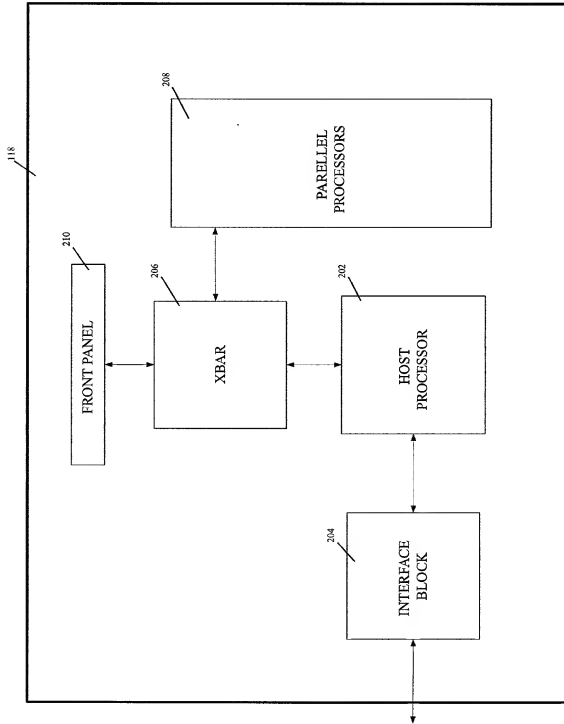 118
210
FRONT PANEL
206
XBAR
208
PARELLEL
PROCESSORS
202
HOST
PROCESSOR
204
INTERFACE
BLOCK